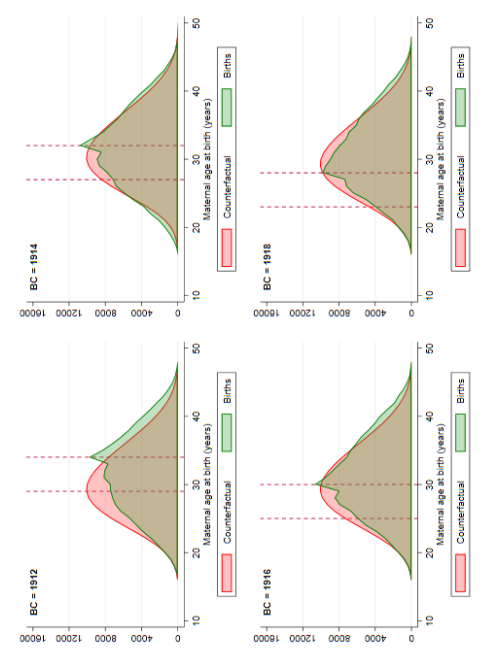 BC = 1912
16000
12000
8000
4000
0
10 20 30 40 50
Maternal age at birth (years)
Counterfactual Births
BC = 1914
16000
12000
8000
4000
0
10 20 30 40 50
Maternal age at birth (years)
Counterfactual Births
BC = 1916
16000
12000
8000
4000
0
10 20 30 40 50
Maternal age at birth (years)
Counterfactual Births
BC = 1918
16000
12000
8000
4000
0
10 20 30 40 50
Maternal age at birth (years)
Counterfactual Births